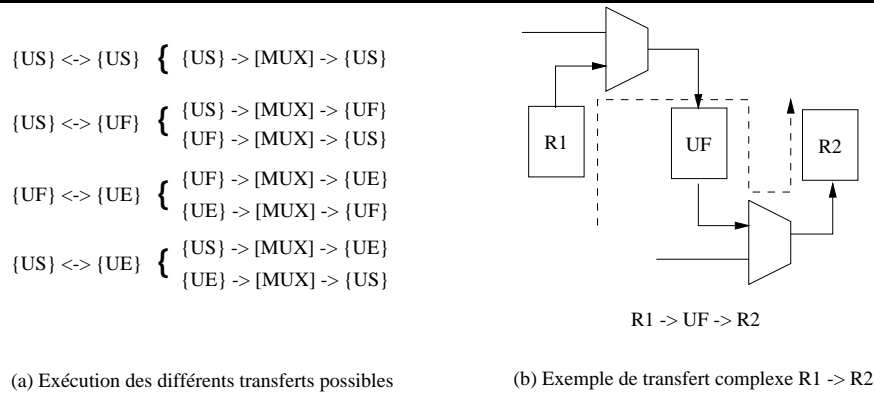 {US} <-> {US} { {US} -> [MUX] -> {US}
{US} <-> {UF} { {US} -> [MUX] -> {UF}
{UF} -> [MUX] -> {US}
{UF} <-> {UE} { {UF} -> [MUX] -> {UE}
{UE} -> [MUX] -> {UF}
{US} <-> {UE} { {US} -> [MUX] -> {UE}
{UE} -> [MUX] -> {US}
(a) Exécution des différents transferts possibles
R1
UF
R2
R1 -> UF -> R2
(b) Exemple de transfert complexe R1 -> R2